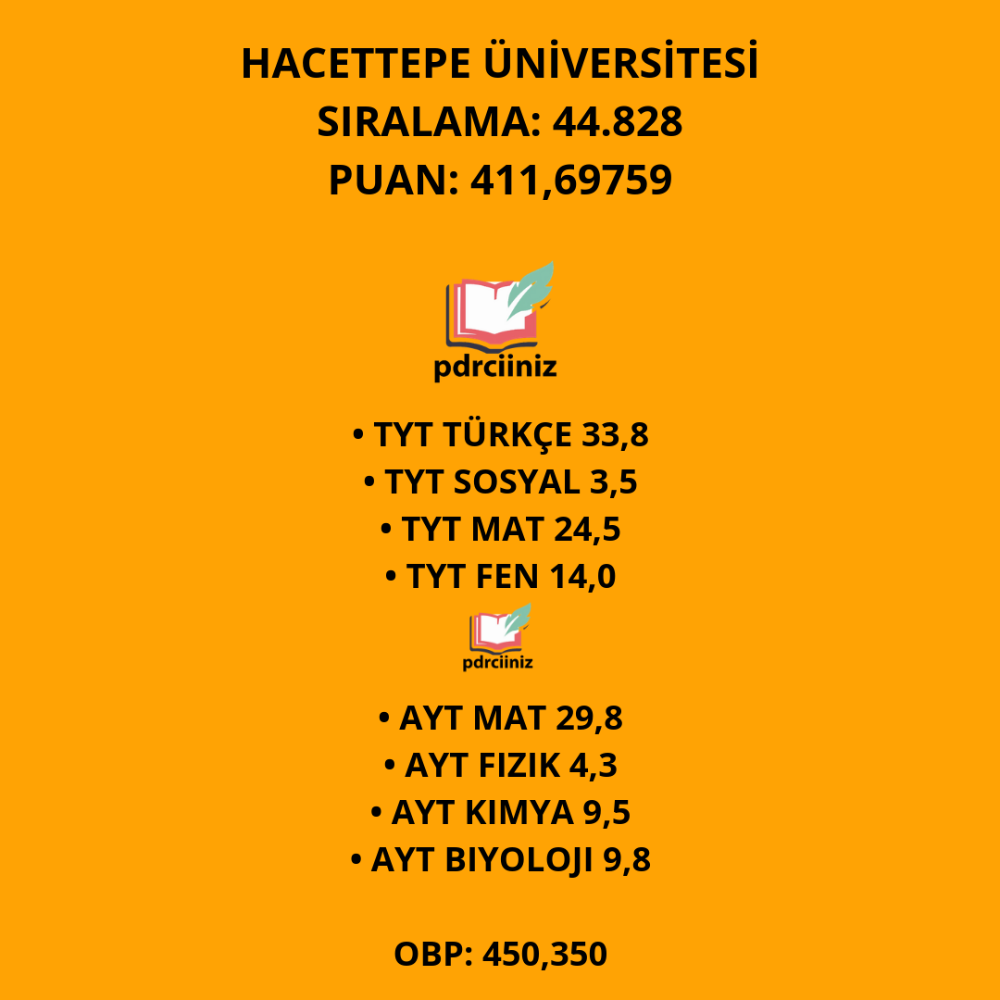 HACETTEPE ÜNİVERSİTESİ
SIRALAMA: 44.828
PUAN: 411,69759
pdrciiniz
• TYT TÜRKÇE 33,8
• TYT SOSYAL 3,5
• TYT MAT 24,5
• TYT FEN 14,0
pdrciiniz
• AYT MAT 29,8
• AYT FIZIK 4,3
• AYT KIMYA 9,5
• AYT BIYOLOJI 9,8
OBP: 450,350